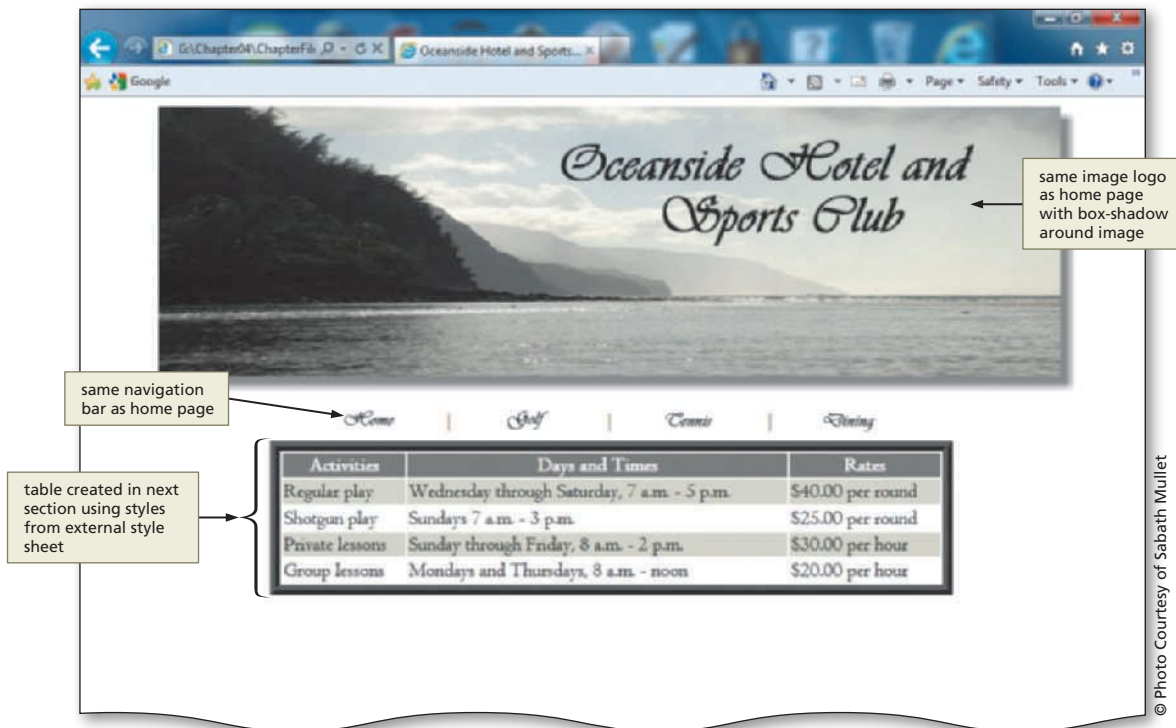 G:\Chapter04\ChapterFil
Oceanside Hotel and Sports...
Google
Page
Safety
Tools
Oceanside Hotel and
Sports Club
same image logo
as home page
with box-shadow
around image
same navigation
bar as home page
Home | Golf | Tennis | Dining
table created in next
section using styles
from external style
sheet
Activities Days and Times Rates
Regular play Wednesday through Saturday, 7 a.m. - 5 p.m. $40.00 per round
Shotgun play Sundays 7 a.m. - 3 p.m. $25.00 per round
Private lessons Sunday through Friday, 8 a.m. - 2 p.m. $30.00 per hour
Group lessons Mondays and Thursdays, 8 a.m. - noon $20.00 per hour
© Photo Courtesy of Sabath Mullet